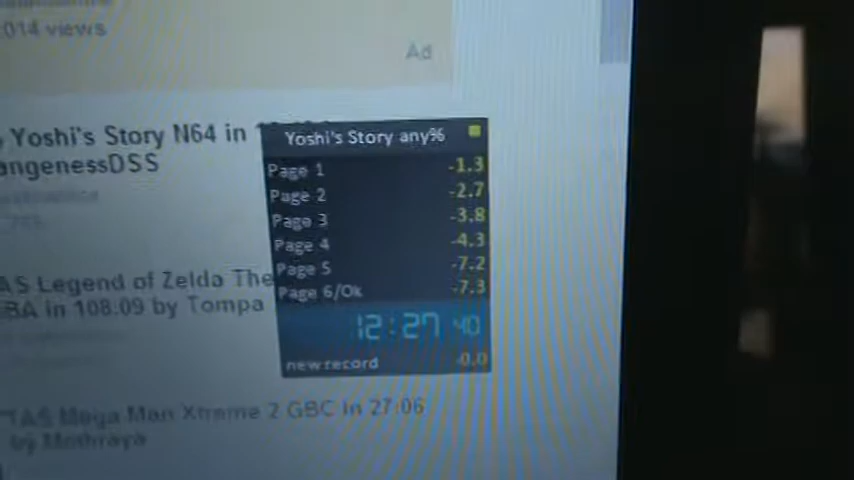 014 views
Ad
Yoshi's Story N64 in
angenessDSS
Yoshi's Story any%
Page 1 -1.3
Page 2 -2.7
Page 3 -3.8
Page 4 -4.3
Page 5 -7.2
Page 6/Ok -7.3
12:27 40
new record -0.0
AS Legend of Zelda The
BA in 108:09 by Tompa
TAS Mega Man Xtreme 2 GBC in 27:06
by Mothrayas